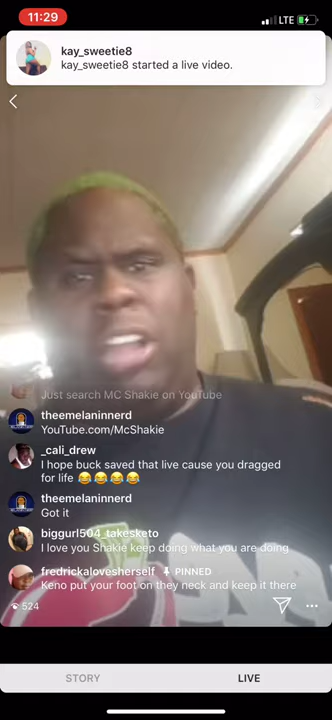 11:29
LTE
kay_sweetie8
kay_sweetie8 started a live video.
Just search MC Shakie on YouTube
theemelaninnerd
YouTube.com/McShakie
_cali_drew
I hope buck saved that live cause you dragged
for life 😂😂😂😂
theemelaninnerd
Got it
biggurl504_takesketo
I love you Shakie keep doing what you are doing
fredrickalovesherself PINNED
Keno put your foot on they neck and keep it there
524
STORY
LIVE